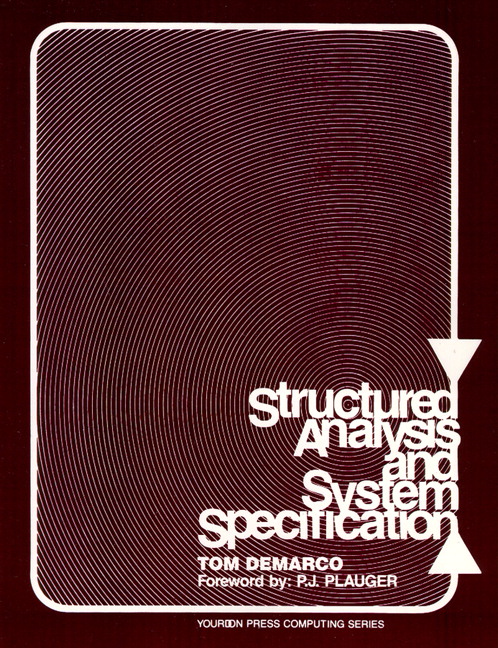 Structured
Analysis
and
System
Specification
TOM DEMARCO
Foreword by: P.J. PLAUGER
YOURDON PRESS COMPUTING SERIES